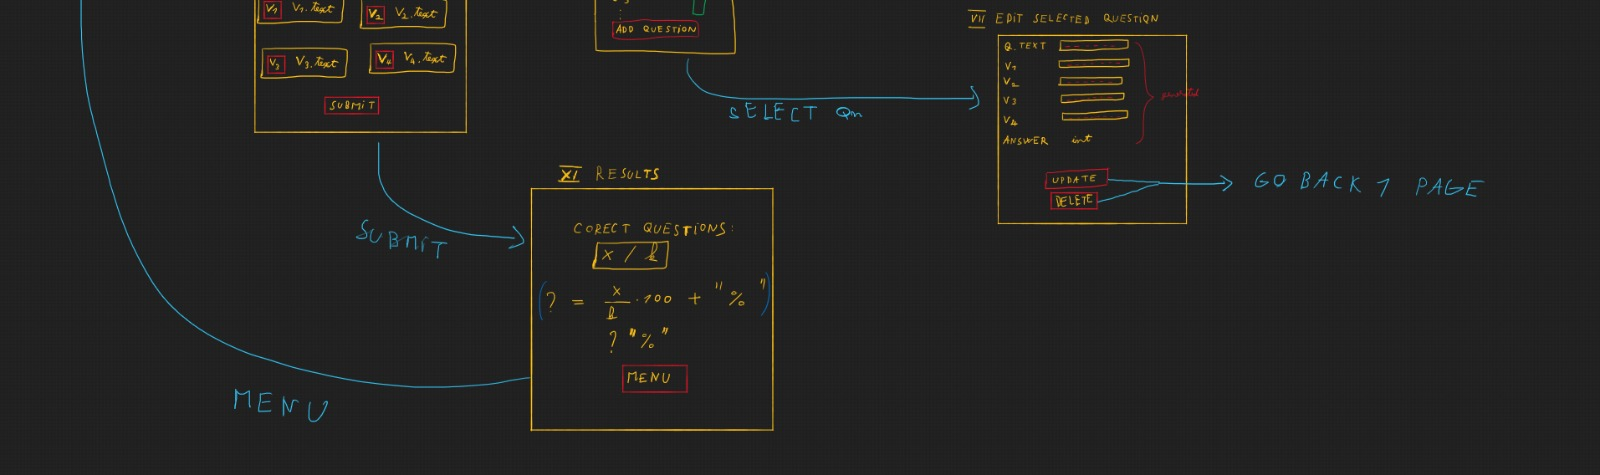 V1 V1.text
V2 V2.text
V3 V3.text
V4 V4.text
SUBMIT
ADD QUESTION
SELECT Qn
VII EDIT SELECTED QUESTION
Q.TEXT
V1
V2
V3
V4
ANSWER int
UPDATE
DELETE
GO BACK 1 PAGE
SUBMIT
XI RESULTS
CORECT QUESTIONS:
x / k
(? = x/k · 100 + "%")
? "%"
MENU
MENU